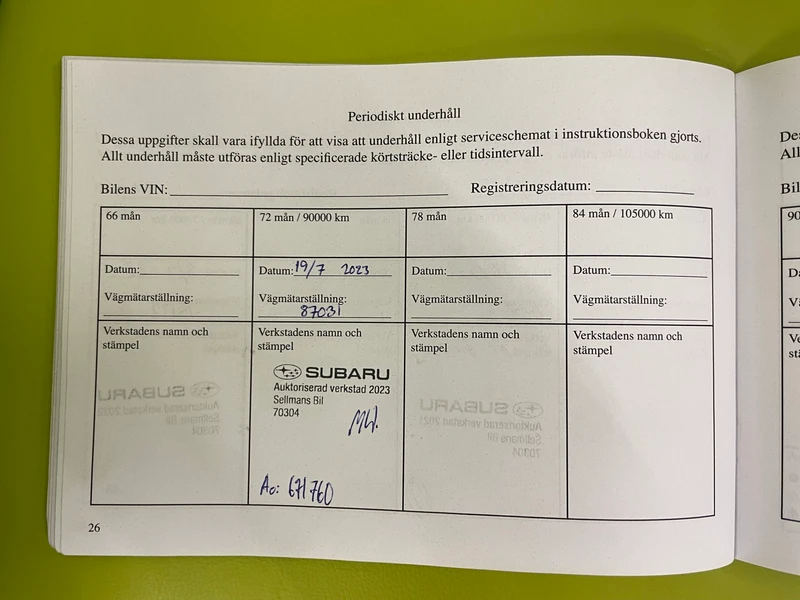 Periodiskt underhåll
Dessa uppgifter skall vara ifyllda för att visa att underhåll enligt serviceschemat i instruktionsboken gjorts.
Allt underhåll måste utföras enligt specificerade körtsträcke- eller tidsintervall.
Bilens VIN: Registreringsdatum:
66 mån
Datum:
Vägmätarställning:
Verkstadens namn och
stämpel
72 mån / 90000 km
Datum: 19/7 2023
Vägmätarställning:
87031
Verkstadens namn och
stämpel
SUBARU
Auktoriserad verkstad 2023
Sellmans Bil
70304
Ao: 671760
78 mån
Datum:
Vägmätarställning:
Verkstadens namn och
stämpel
84 mån / 105000 km
Datum:
Vägmätarställning:
Verkstadens namn och
stämpel
26